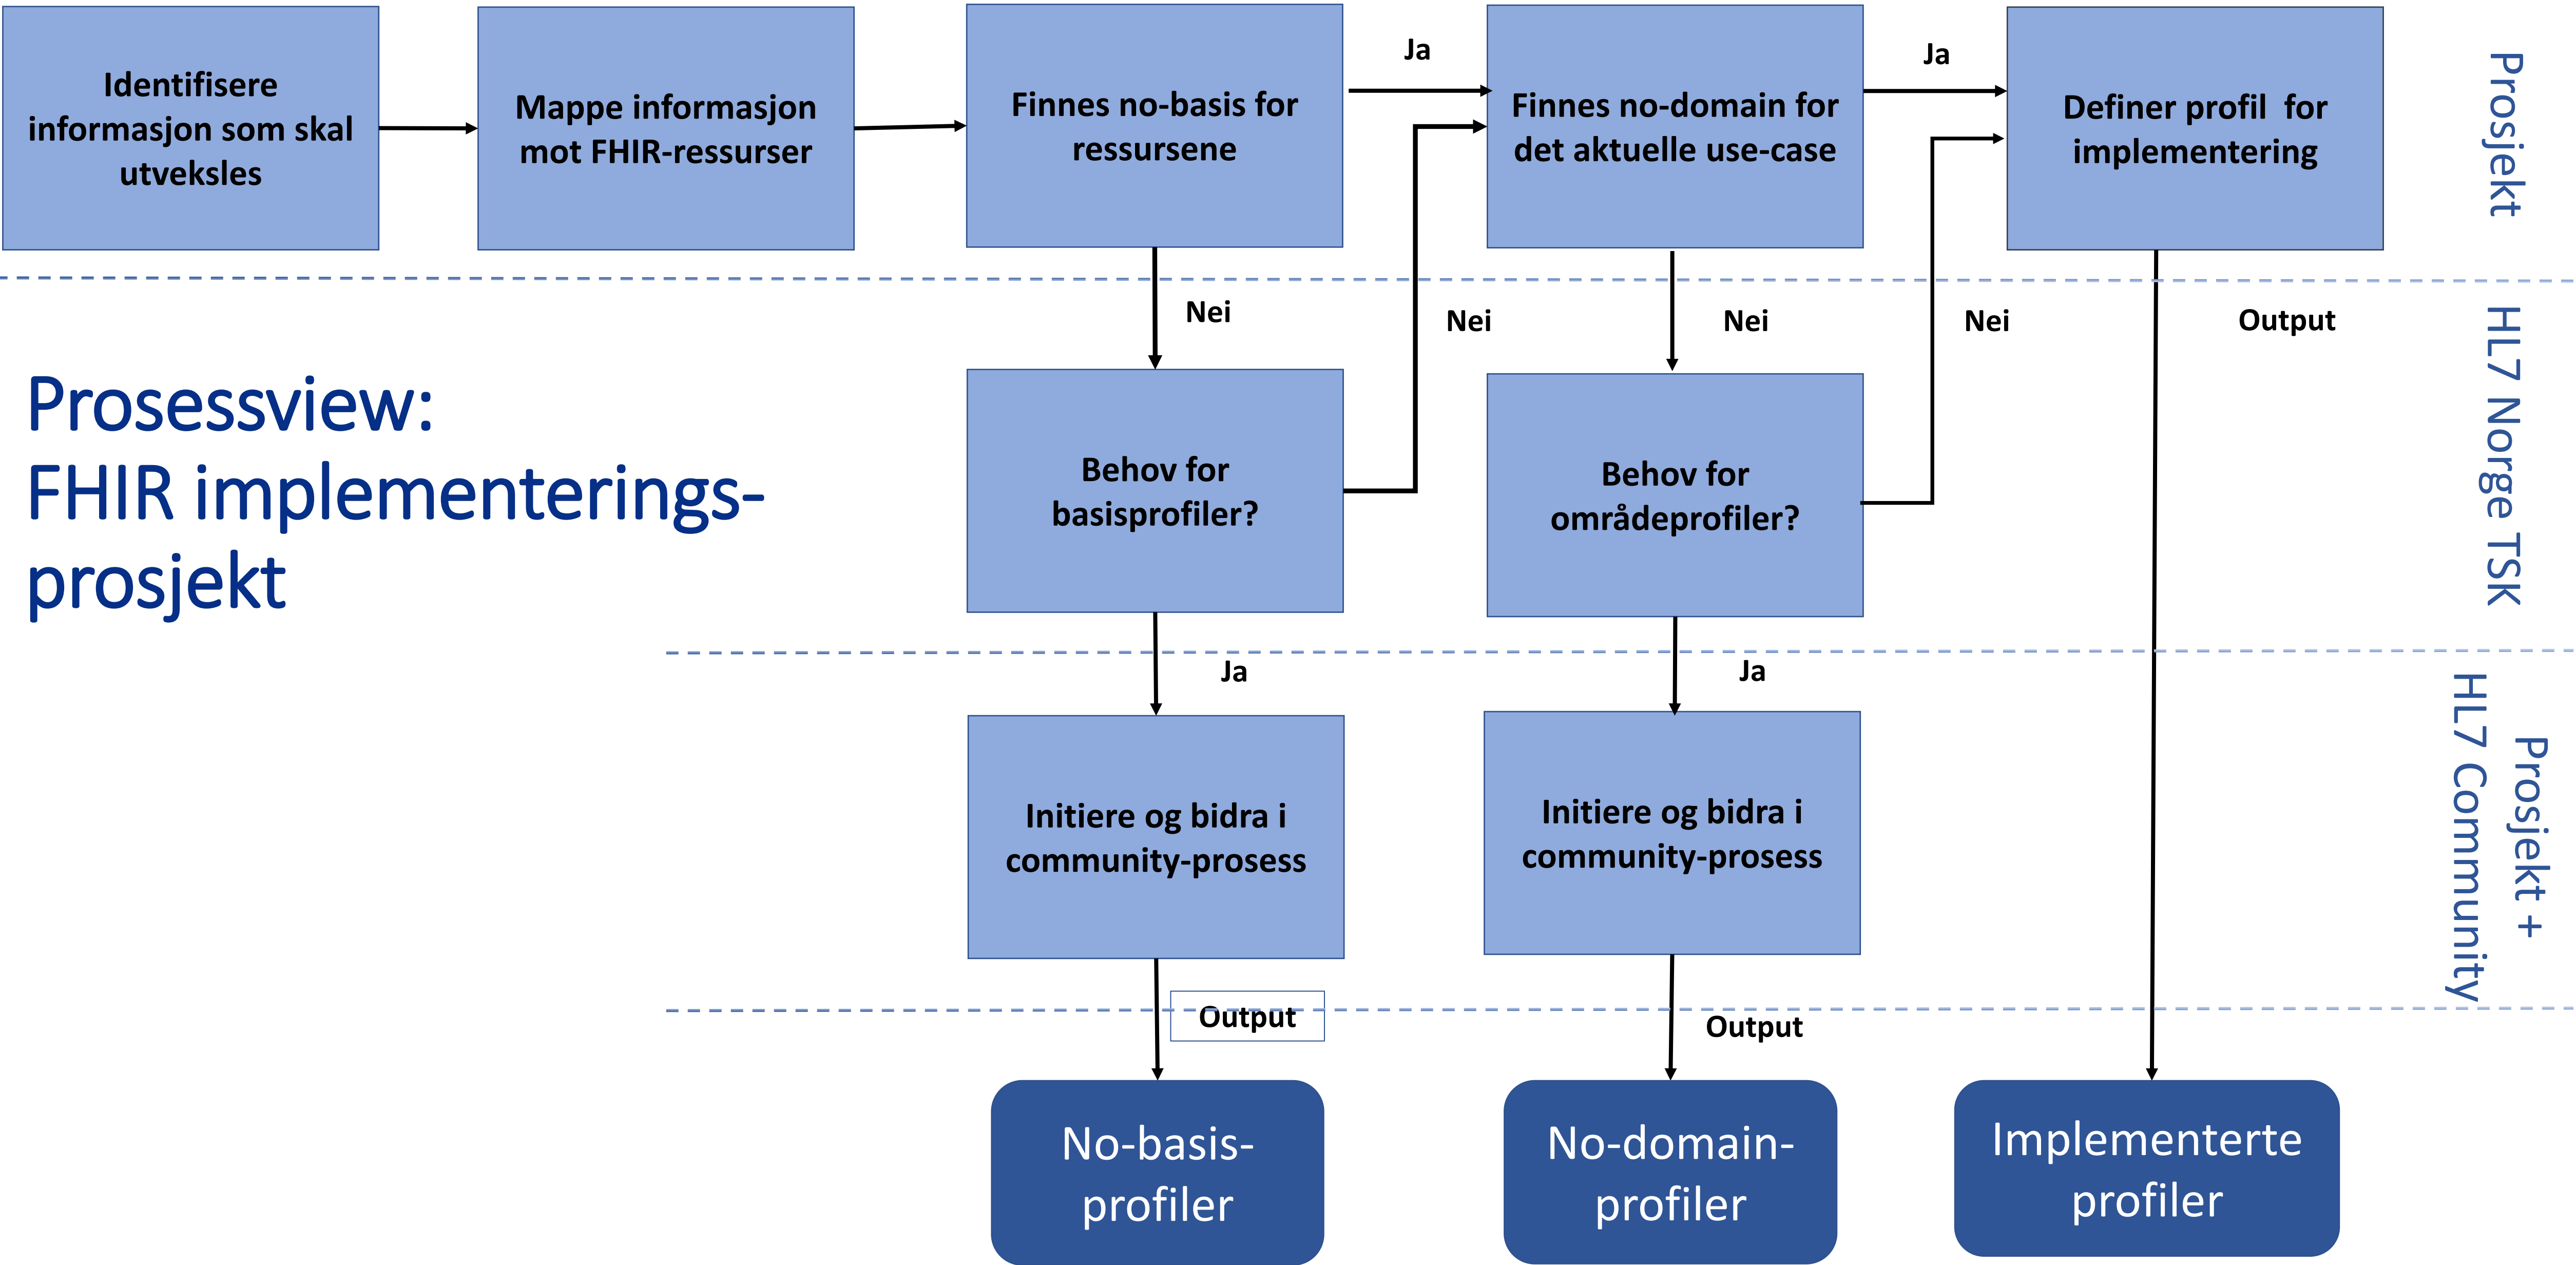 Identifisere
informasjon som skal
utveksles
Mappe informasjon
mot FHIR-ressurser
Finnes no-basis for
ressursene
Ja
Finnes no-domain for
det aktuelle use-case
Ja
Definer profil  for
implementering
Prosjekt
Nei
Nei
Nei
Nei
Output
HL7 Norge TSK
Prosessview:
FHIR implementerings-
prosjekt
Behov for
basisprofiler?
Behov for
områdeprofiler?
Ja
Ja
Prosjekt +
HL7 Community
Initiere og bidra i
community-prosess
Initiere og bidra i
community-prosess
Output
Output
No-basis-
profiler
No-domain-
profiler
Implementerte
profiler